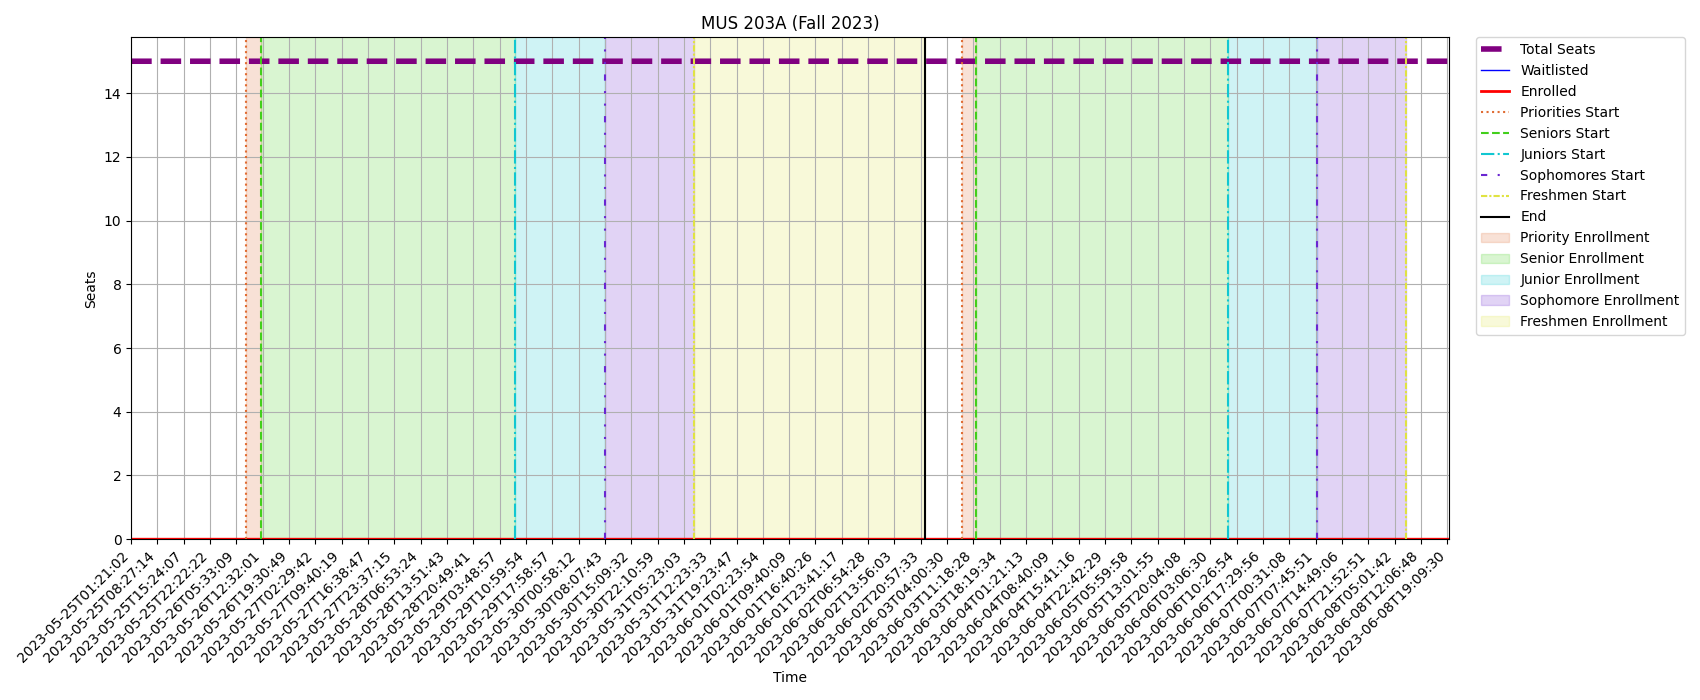 MUS 203A (Fall 2023)
Seats
14
12
10
8
6
4
2
0
2023-05-25T01:21:02
2023-05-25T08:27:14
2023-05-25T15:24:07
2023-05-25T22:22:22
2023-05-26T05:33:09
2023-05-26T12:32:01
2023-05-26T19:30:49
2023-05-27T02:29:42
2023-05-27T09:40:19
2023-05-27T16:38:47
2023-05-27T23:37:15
2023-05-28T06:53:24
2023-05-28T13:51:43
2023-05-28T20:49:41
2023-05-29T03:48:57
2023-05-29T10:59:54
2023-05-29T17:58:57
2023-05-30T00:58:12
2023-05-30T08:07:43
2023-05-30T15:09:32
2023-05-30T22:10:59
2023-05-31T05:23:03
2023-05-31T12:23:33
2023-05-31T19:23:47
2023-06-01T02:23:54
2023-06-01T09:40:09
2023-06-01T16:40:26
2023-06-01T23:41:17
2023-06-02T06:54:28
2023-06-02T13:56:03
2023-06-02T20:57:33
2023-06-03T04:00:30
2023-06-03T11:18:28
2023-06-03T18:19:34
2023-06-04T01:21:13
2023-06-04T08:40:09
2023-06-04T15:41:16
2023-06-04T22:42:29
2023-06-05T05:59:58
2023-06-05T13:01:55
2023-06-05T20:04:08
2023-06-06T03:06:30
2023-06-06T10:26:54
2023-06-06T17:29:56
2023-06-07T00:31:08
2023-06-07T07:45:51
2023-06-07T14:49:06
2023-06-07T21:52:51
2023-06-08T05:01:42
2023-06-08T12:06:48
2023-06-08T19:09:30
Time
Total Seats
Waitlisted
Enrolled
Priorities Start
Seniors Start
Juniors Start
Sophomores Start
Freshmen Start
End
Priority Enrollment
Senior Enrollment
Junior Enrollment
Sophomore Enrollment
Freshmen Enrollment